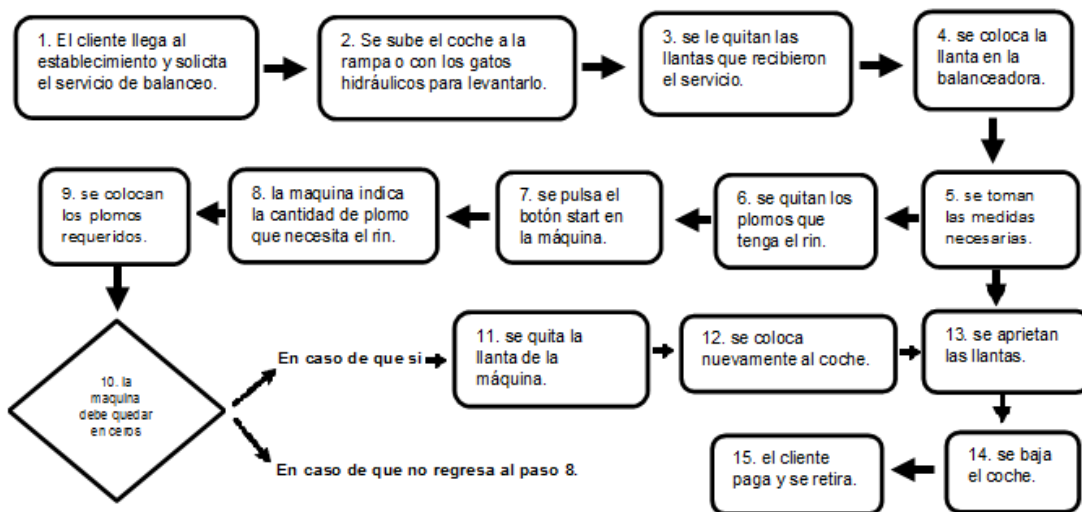 1. El cliente llega al
establecimiento y solicita
el servicio de balanceo.
2. Se sube el coche a la
rampa o con los gatos
hidráulicos para levantarlo.
3. se le quitan las
llantas que recibieron
el servicio.
4. se coloca la
llanta en la
balanceadora.
5. se toman
las medidas
necesarias.
6. se quitan los
plomos que
tenga el rin.
7. se pulsa el
botón start en
la máquina.
8. la maquina indica
la cantidad de plomo
que necesita el rin.
9. se colocan
los plomos
requeridos.
10. la
maquina
debe quedar
en ceros
En caso de que si
11. se quita la
llanta de la
máquina.
12. se coloca
nuevamente al coche.
13. se aprietan
las llantas.
En caso de que no regresa al paso 8.
14. se baja
el coche.
15. el cliente
paga y se retira.